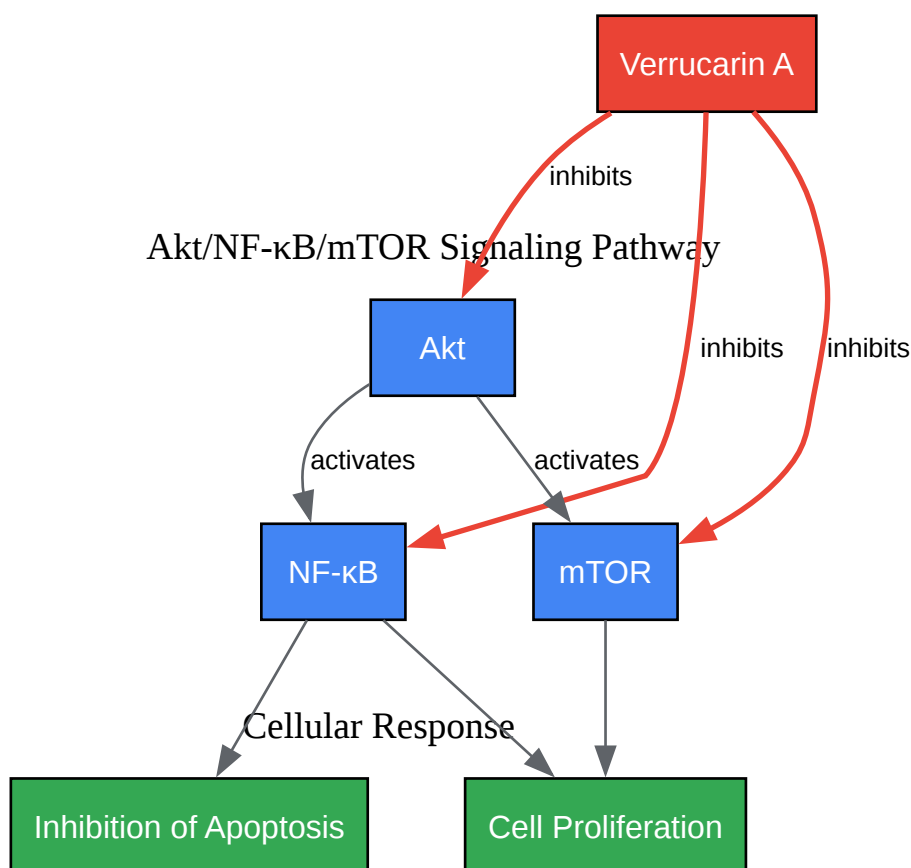 Verrucarin A
inhibits
Akt/NF-κB/mTOR Signaling Pathway
Akt
inhibits
inhibits
activates
activates
NF-κB
mTOR
Cellular Response
Inhibition of Apoptosis
Cell Proliferation